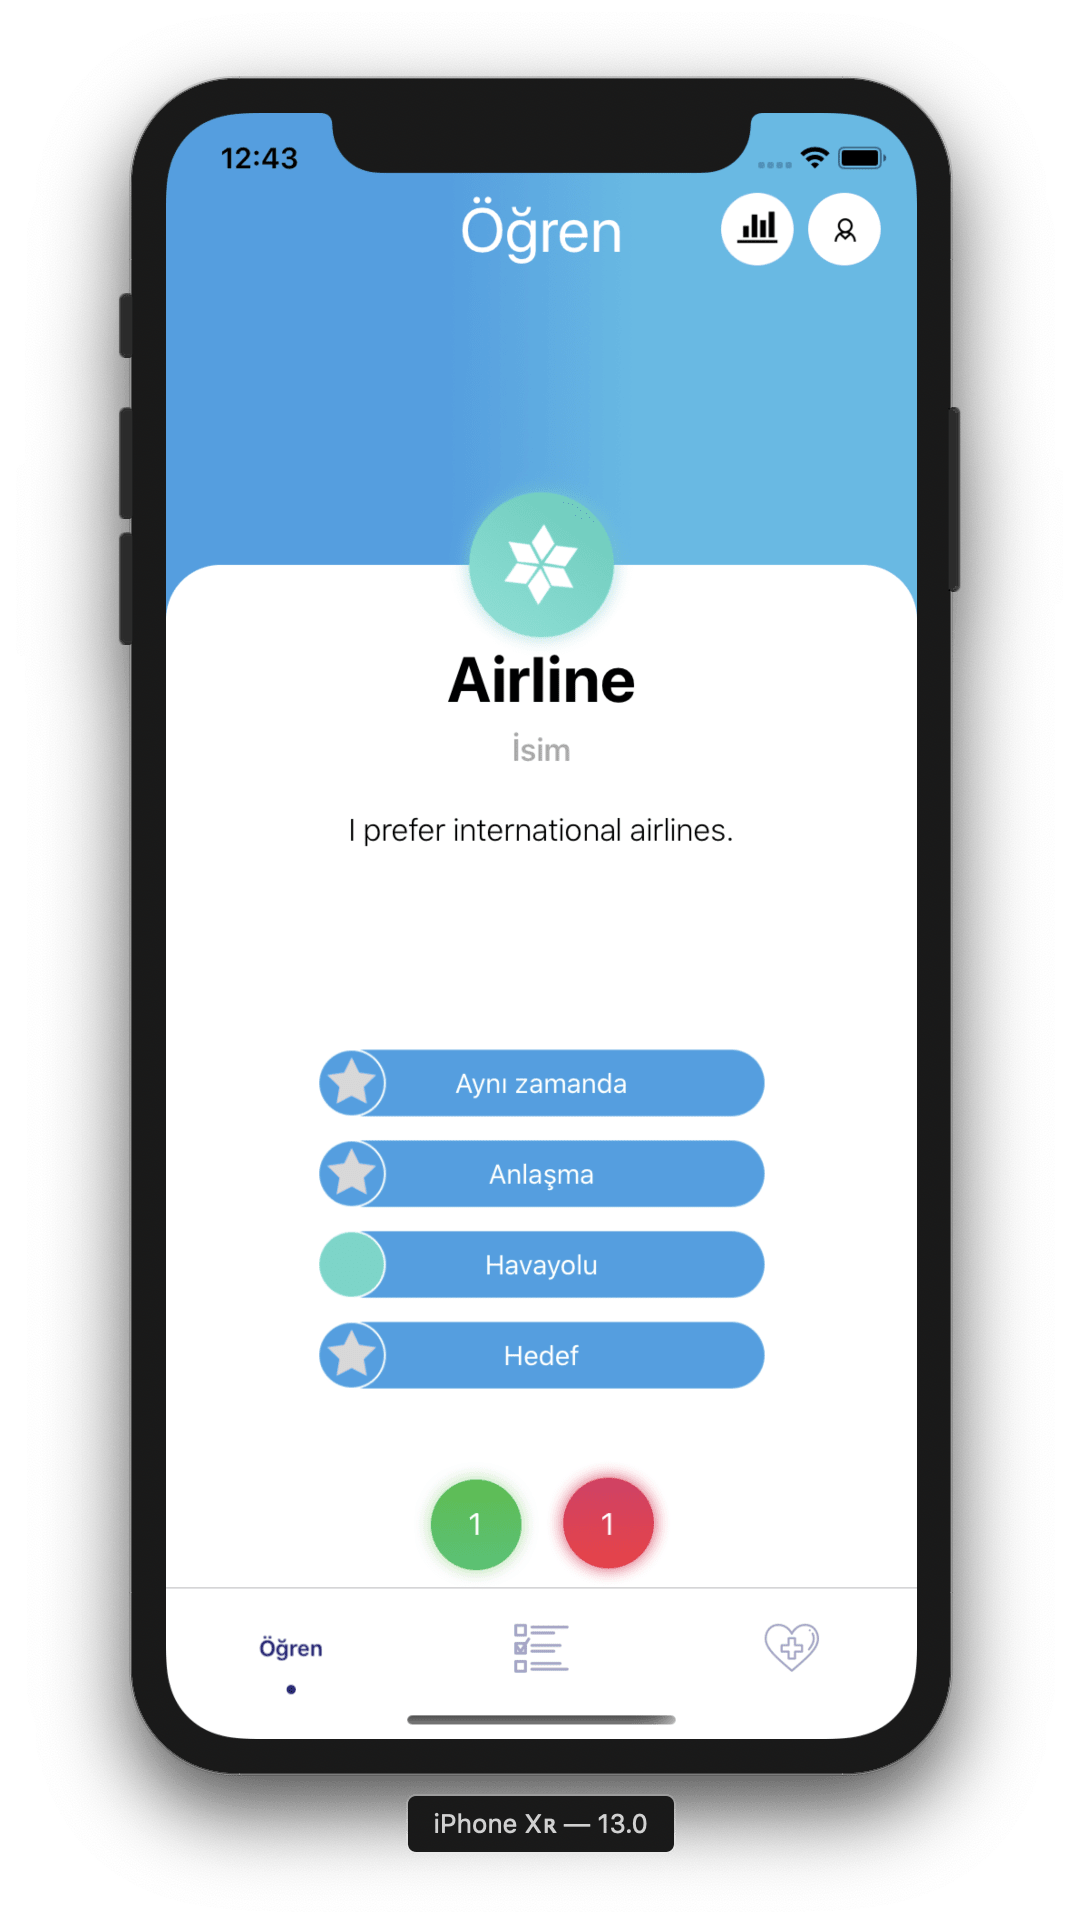 12:43
Öğren
Airline
İsim
I prefer international airlines.
Aynı zamanda
Anlaşma
Havayolu
Hedef
1 1
Öğren
iPhone Xʀ — 13.0